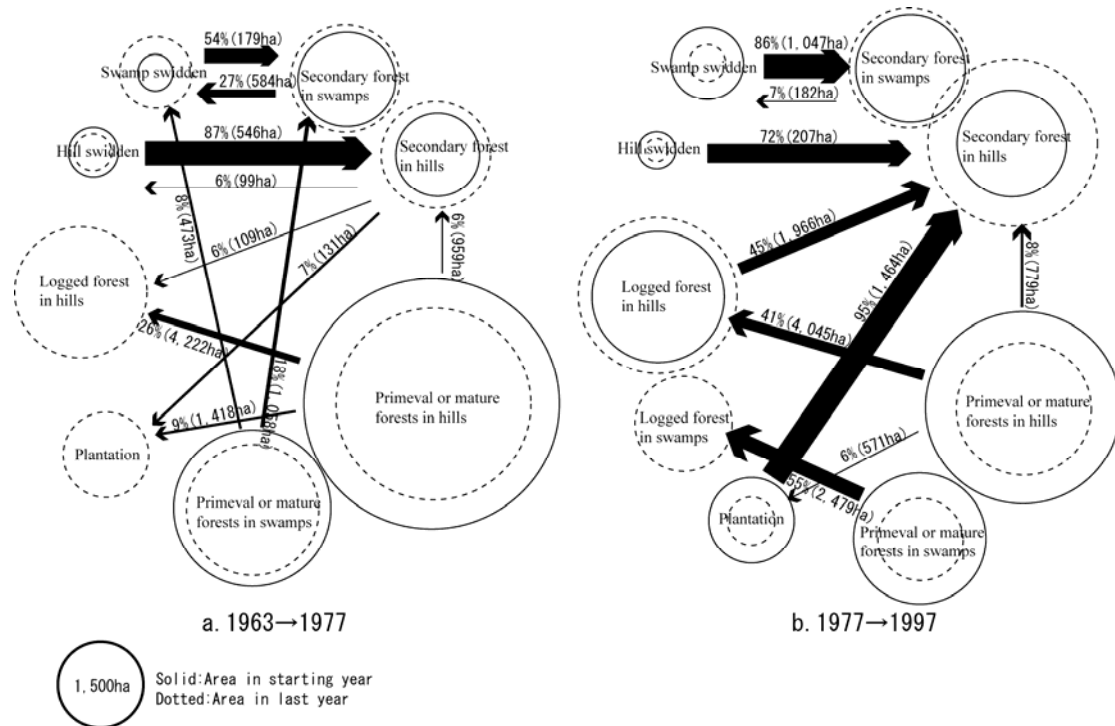 54%(179ha)
Swamp swidden
27%(584ha)
Secondary forest
in swamps
87%(546ha)
Hill swidden
Secondary forest
in hills
6%(99ha)
8%(473ha)
6%(109ha)
7%(131ha)
6%(959ha)
Logged forest
in hills
26%(4,222ha)
18%(1,058ha)
Primeval or mature
forests in hills
9%(1,418ha)
Plantation
Primeval or mature
forests in swamps
a. 1963→1977
86%(1,047ha)
Swamp swidden
7%(182ha)
Secondary forest
in swamps
72%(207ha)
Hill swidden
Secondary forest
in hills
45%(1,966ha)
95%(1,464ha)
8%(779ha)
Logged forest
in hills
41%(4,045ha)
Logged forest
in swamps
Primeval or mature
forests in hills
6%(571ha)
55%(2,479ha)
Plantation
Primeval or mature
forests in swamps
b. 1977→1997
1,500ha
Solid:Area in starting year
Dotted:Area in last year